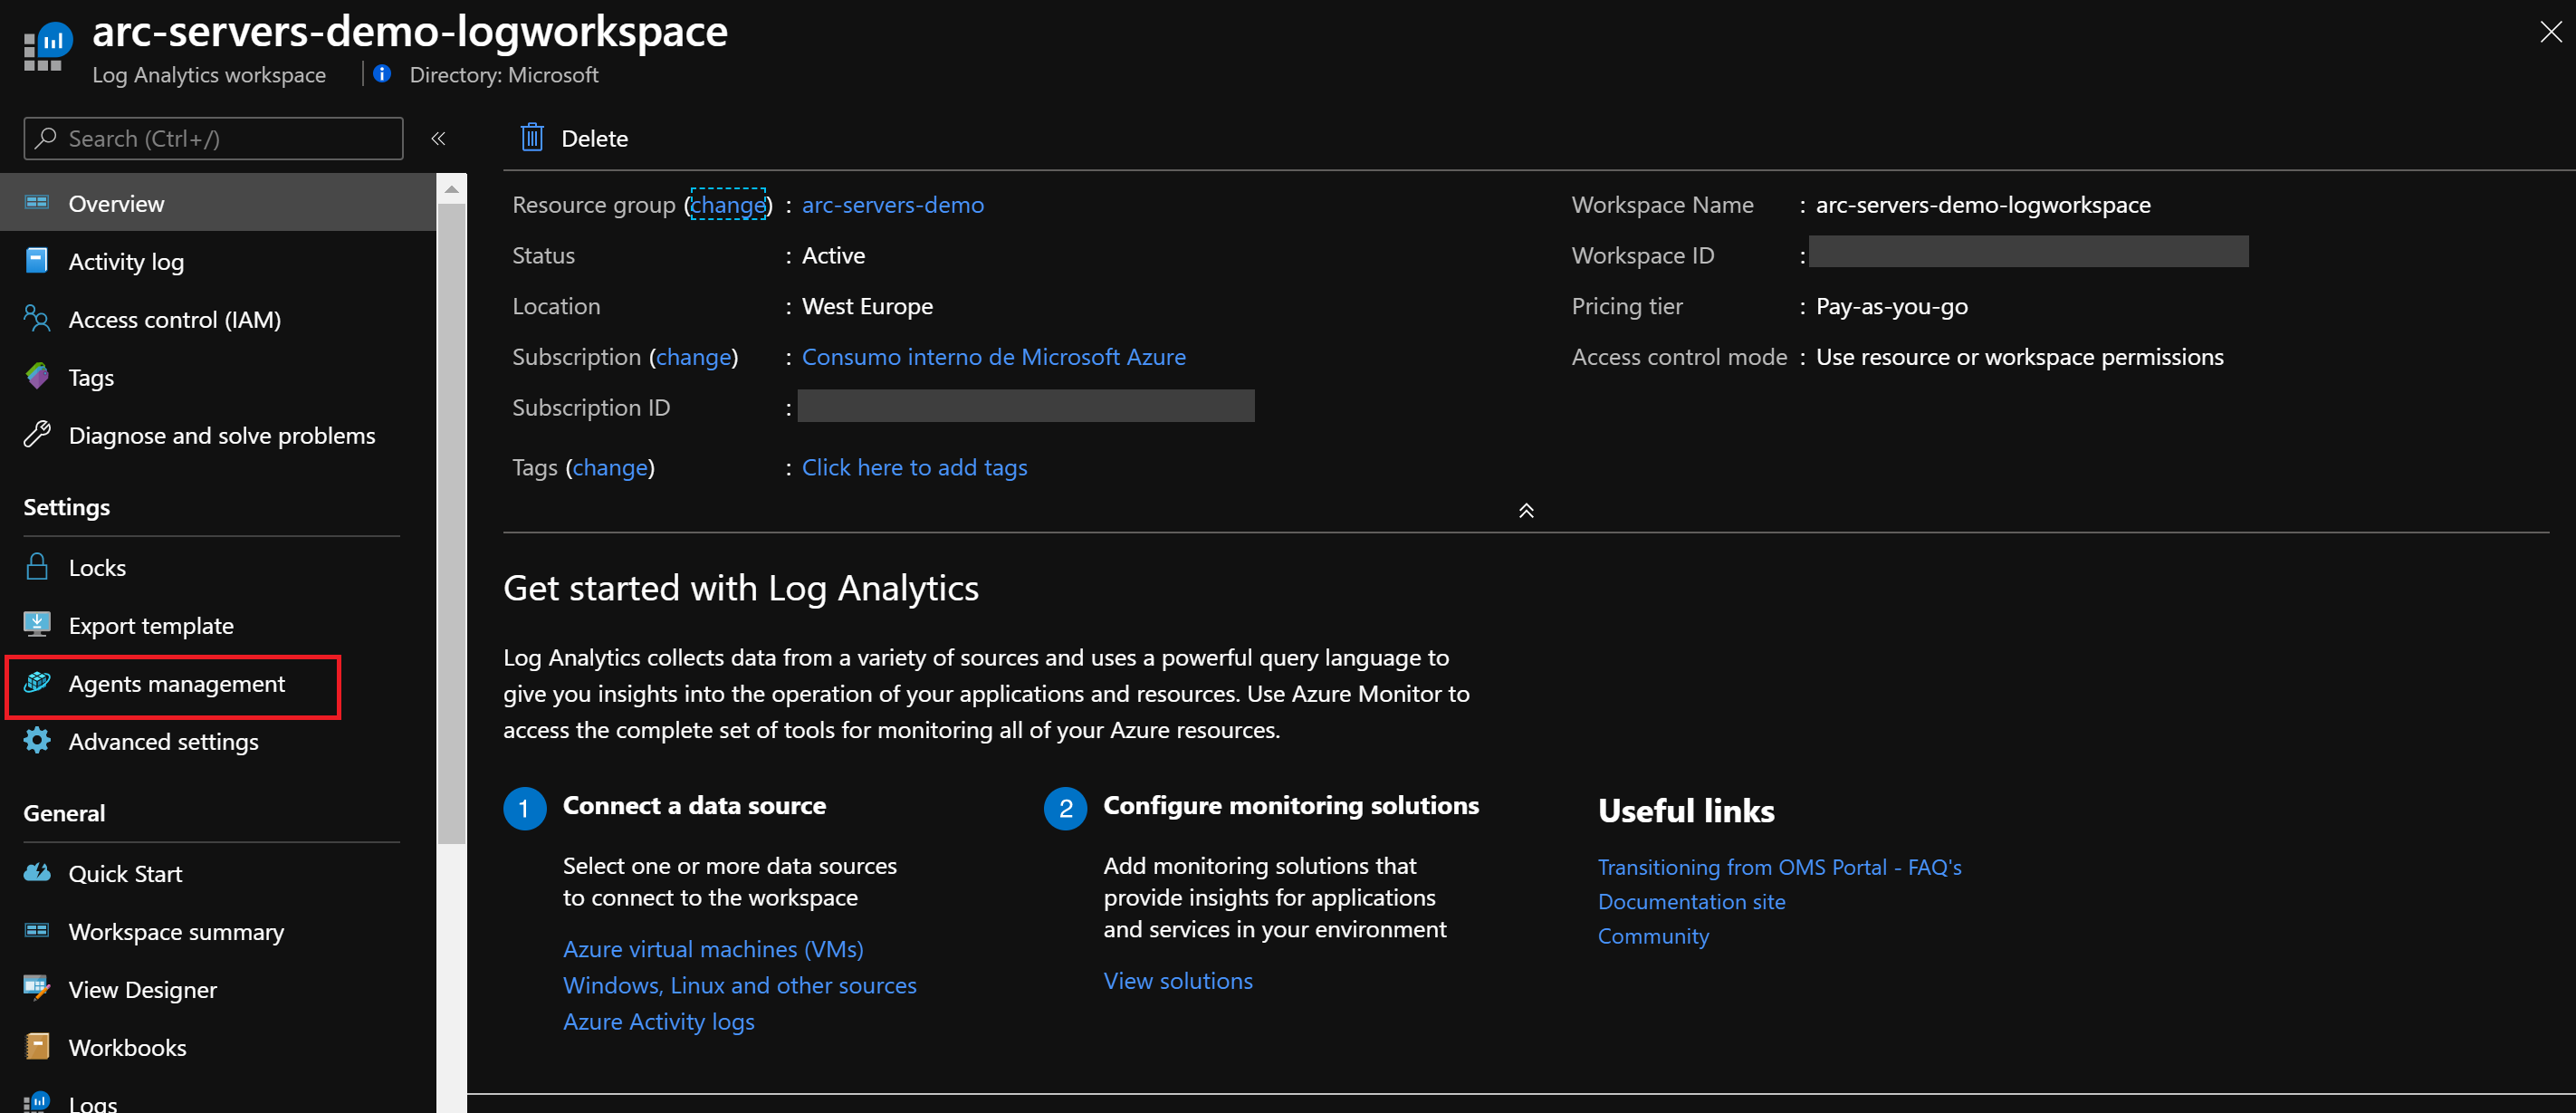 arc-servers-demo-logworkspace
Log Analytics workspace
Directory: Microsoft
Search (Ctrl+/)
«
Delete
Overview
Activity log
Access control (IAM)
Tags
Diagnose and solve problems
Settings
Locks
Export template
Agents management
Advanced settings
General
Quick Start
Workspace summary
View Designer
Workbooks
Logs
Resource group (change) : arc-servers-demo
Status : Active
Location : West Europe
Subscription (change) : Consumo interno de Microsoft Azure
Subscription ID :
Tags (change) : Click here to add tags
Workspace Name : arc-servers-demo-logworkspace
Workspace ID :
Pricing tier : Pay-as-you-go
Access control mode : Use resource or workspace permissions
Get started with Log Analytics
Log Analytics collects data from a variety of sources and uses a powerful query language to
give you insights into the operation of your applications and resources. Use Azure Monitor to
access the complete set of tools for monitoring all of your Azure resources.
1 Connect a data source
Select one or more data sources
to connect to the workspace
Azure virtual machines (VMs)
Windows, Linux and other sources
Azure Activity logs
2 Configure monitoring solutions
Add monitoring solutions that
provide insights for applications
and services in your environment
View solutions
Useful links
Transitioning from OMS Portal - FAQ's
Documentation site
Community